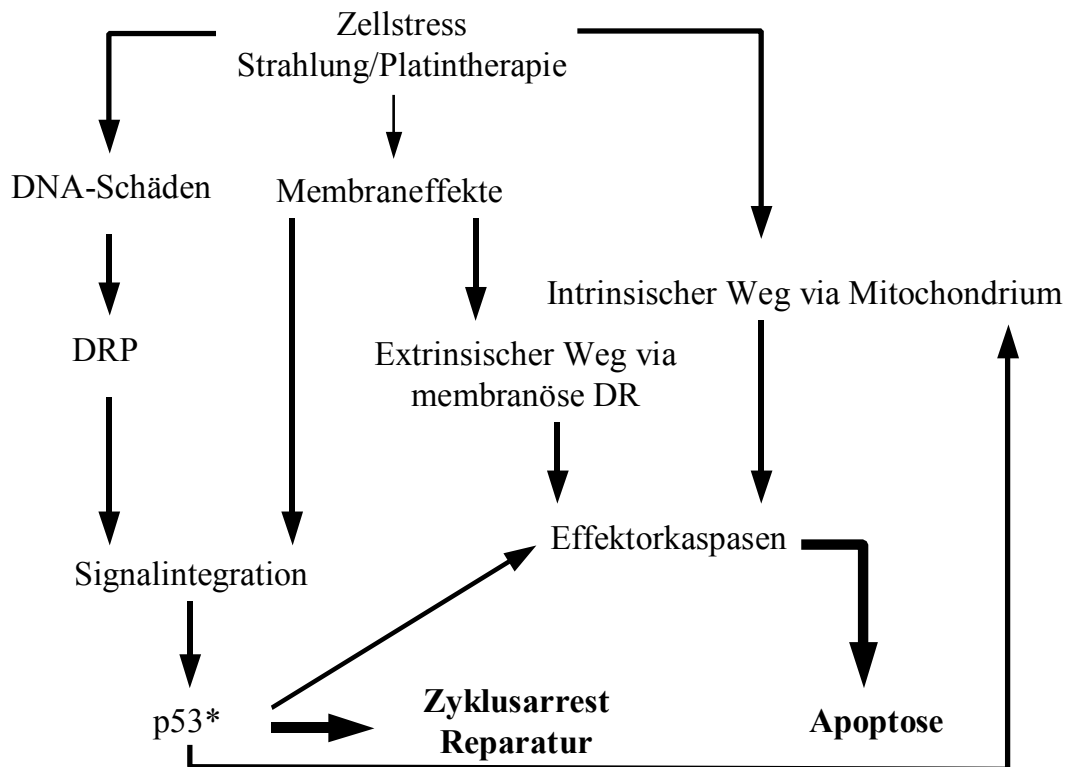 Zellstress
Strahlung/Platintherapie
DNA-Schäden
Membraneffekte
Intrinsischer Weg via Mitochondrium
DRP
Extrinsischer Weg via
membranöse DR
Effektorkaspasen
Signalintegration
p53*
Zyklusarrest
Reparatur
Apoptose